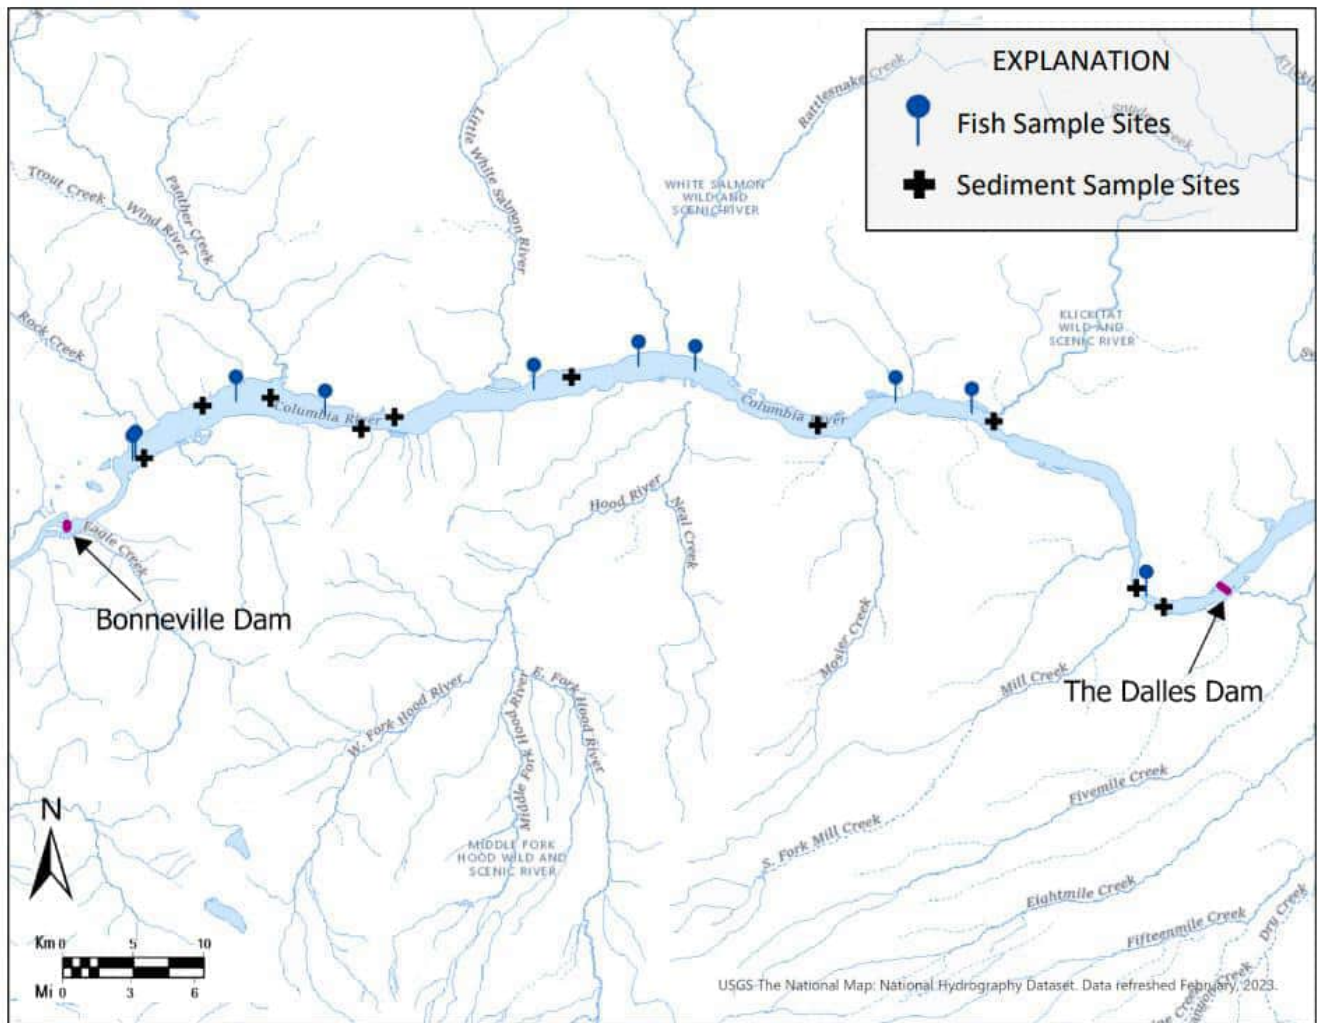 EXPLANATION
Fish Sample Sites
Sediment Sample Sites
Rattlesnake Creek
Little White Salmon River
WHITE SALMON
WILD AND
SCENIC RIVER
Trout Creek
Panther Creek
Wind River
Rock Creek
KLICKITAT
WILD AND
SCENIC RIVER
Columbia River
Columbia River
Eagle Creek
Bonneville Dam
Hood River
Neal Creek
Mosier Creek
Mill Creek
The Dalles Dam
W. Fork Hood River
Middle Fork Hood River
E. Fork Hood River
Fivemile Creek
S. Fork Mill Creek
MIDDLE FORK
HOOD WILD AND
SCENIC RIVER
Eightmile Creek
Fifteenmile Creek
Dry Creek
N
Km 0 5 10
Mi 0 3 6
USGS The National Map: National Hydrography Dataset. Data refreshed February, 2023.